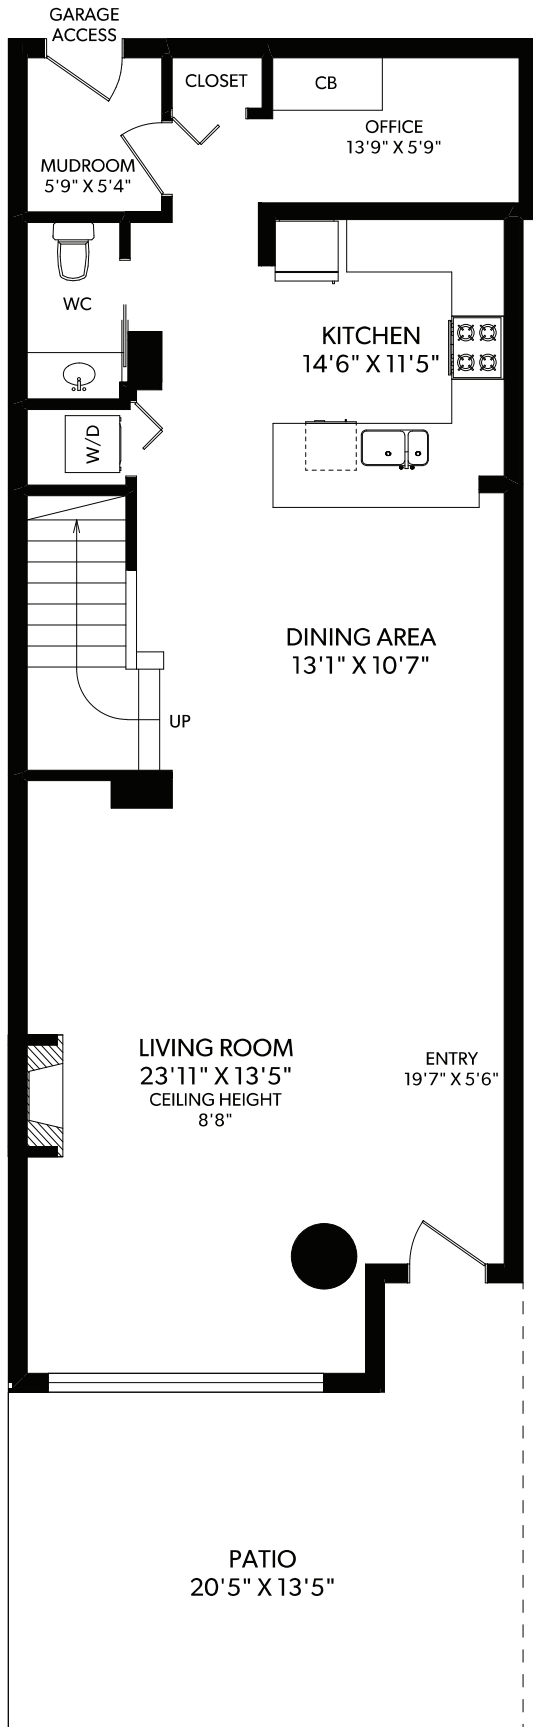 GARAGE
ACCESS
CLOSET
CB
OFFICE
13'9" X 5'9"
MUDROOM
5'9" X 5'4"
WC
KITCHEN
14'6" X 11'5"
W/D
DINING AREA
13'1" X 10'7"
UP
LIVING ROOM
23'11" X 13'5"
CEILING HEIGHT
8'8"
ENTRY
19'7" X 5'6"
PATIO
20'5" X 13'5"